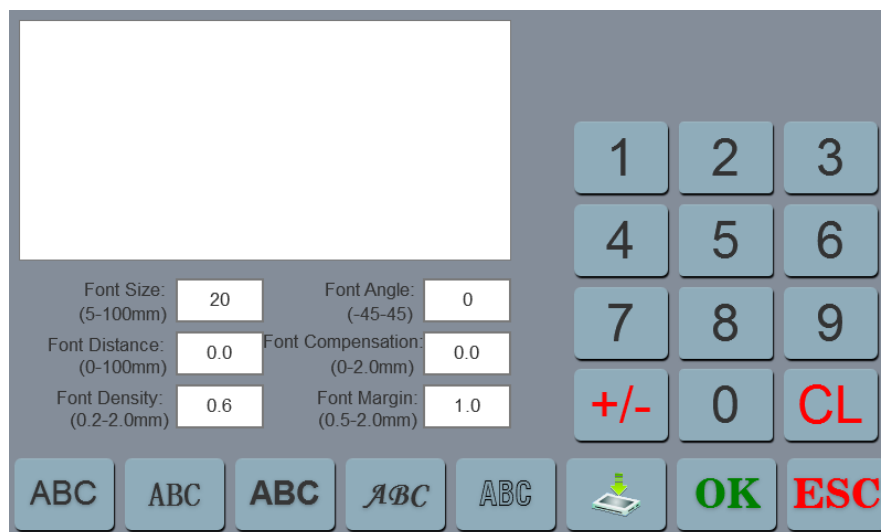 1 2 3
4 5 6
Font Size: 20 Font Angle: 0
(5-100mm) (-45-45)
7 8 9
Font Distance: 0.0 Font Compensation: 0.0
(0-100mm) (0-2.0mm)
Font Density: 0.6 Font Margin: 1.0
(0.2-2.0mm) (0.5-2.0mm)
+/- 0 CL
ABC ABC ABC ABC ABC OK ESC